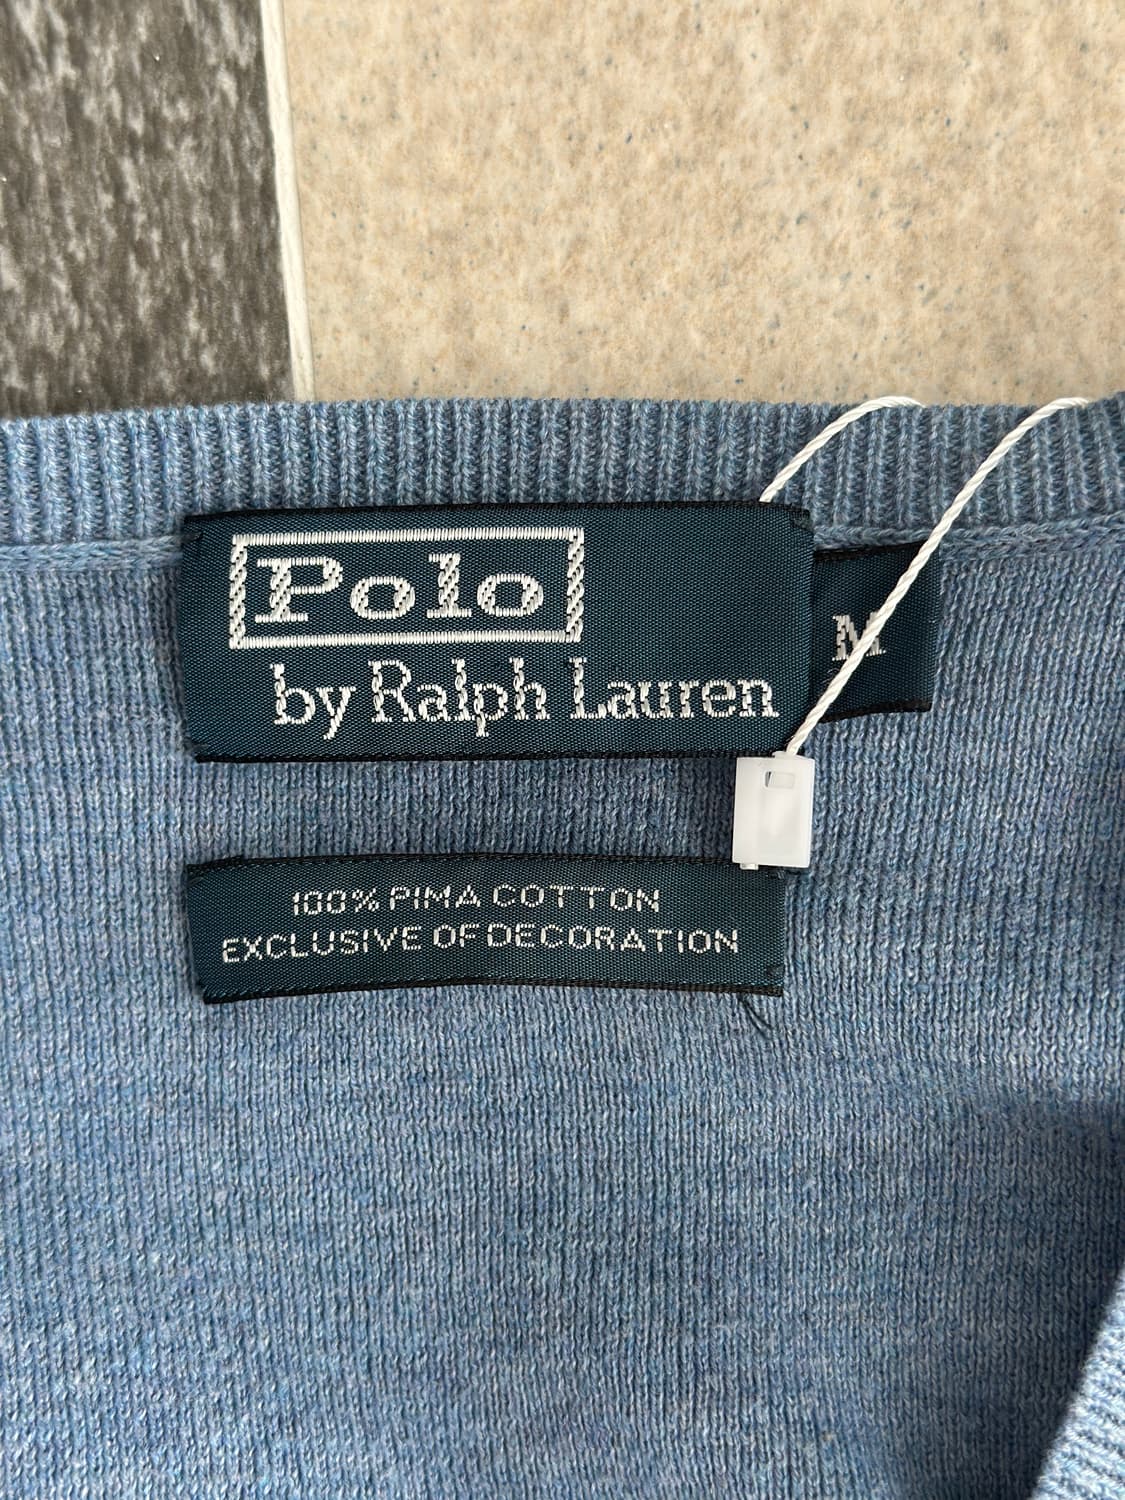 Polo
by Ralph Lauren
M
100% PIMA COTTON
EXCLUSIVE OF DECORATION